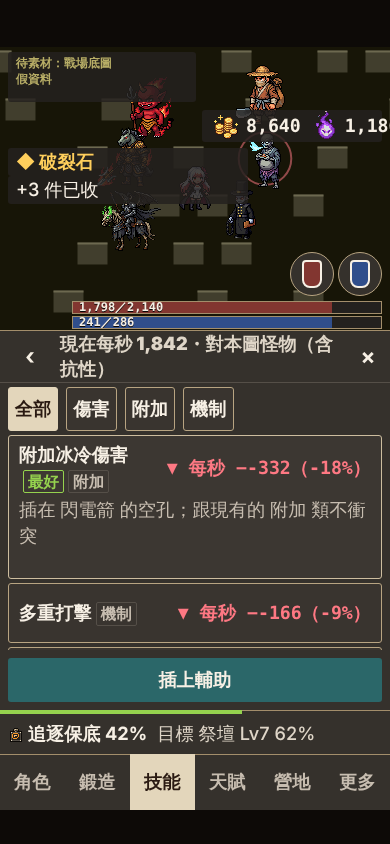 待素材：戰場底圖
假資料
8,640
1,18
◆ 破裂石
+3 件已收
1,798／2,140
241／286
‹
現在每秒 1,842・對本圖怪物（含
抗性）
×
全部
傷害
附加
機制
附加冰冷傷害
最好
附加
▼ 每秒 −-332（-18%）
插在 閃電箭 的空孔；跟現有的 附加 類不衝
突
多重打擊
機制
▼ 每秒 −-166（-9%）
插上輔助
追逐保底 42%
目標 祭壇 Lv7 62%
角色
鍛造
技能
天賦
營地
更多